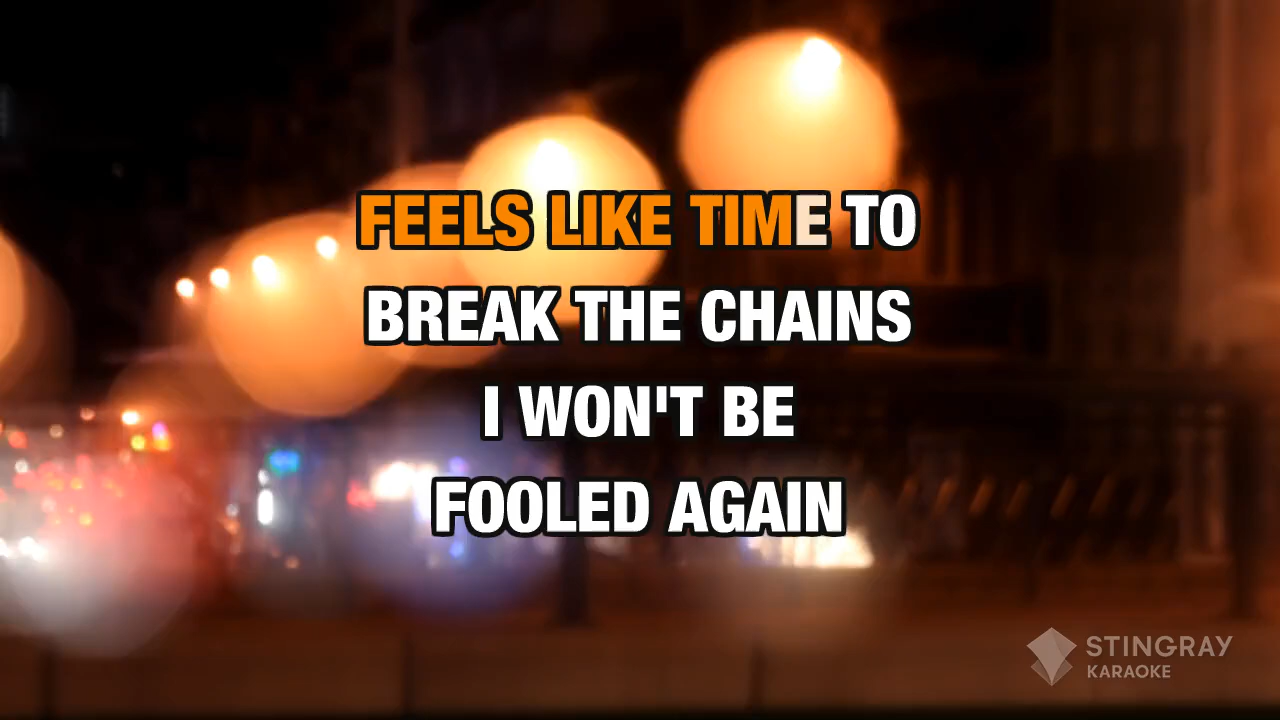 FEELS LIKE TIME TO
BREAK THE CHAINS
I WON'T BE
FOOLED AGAIN
STINGRAY
KARAOKE